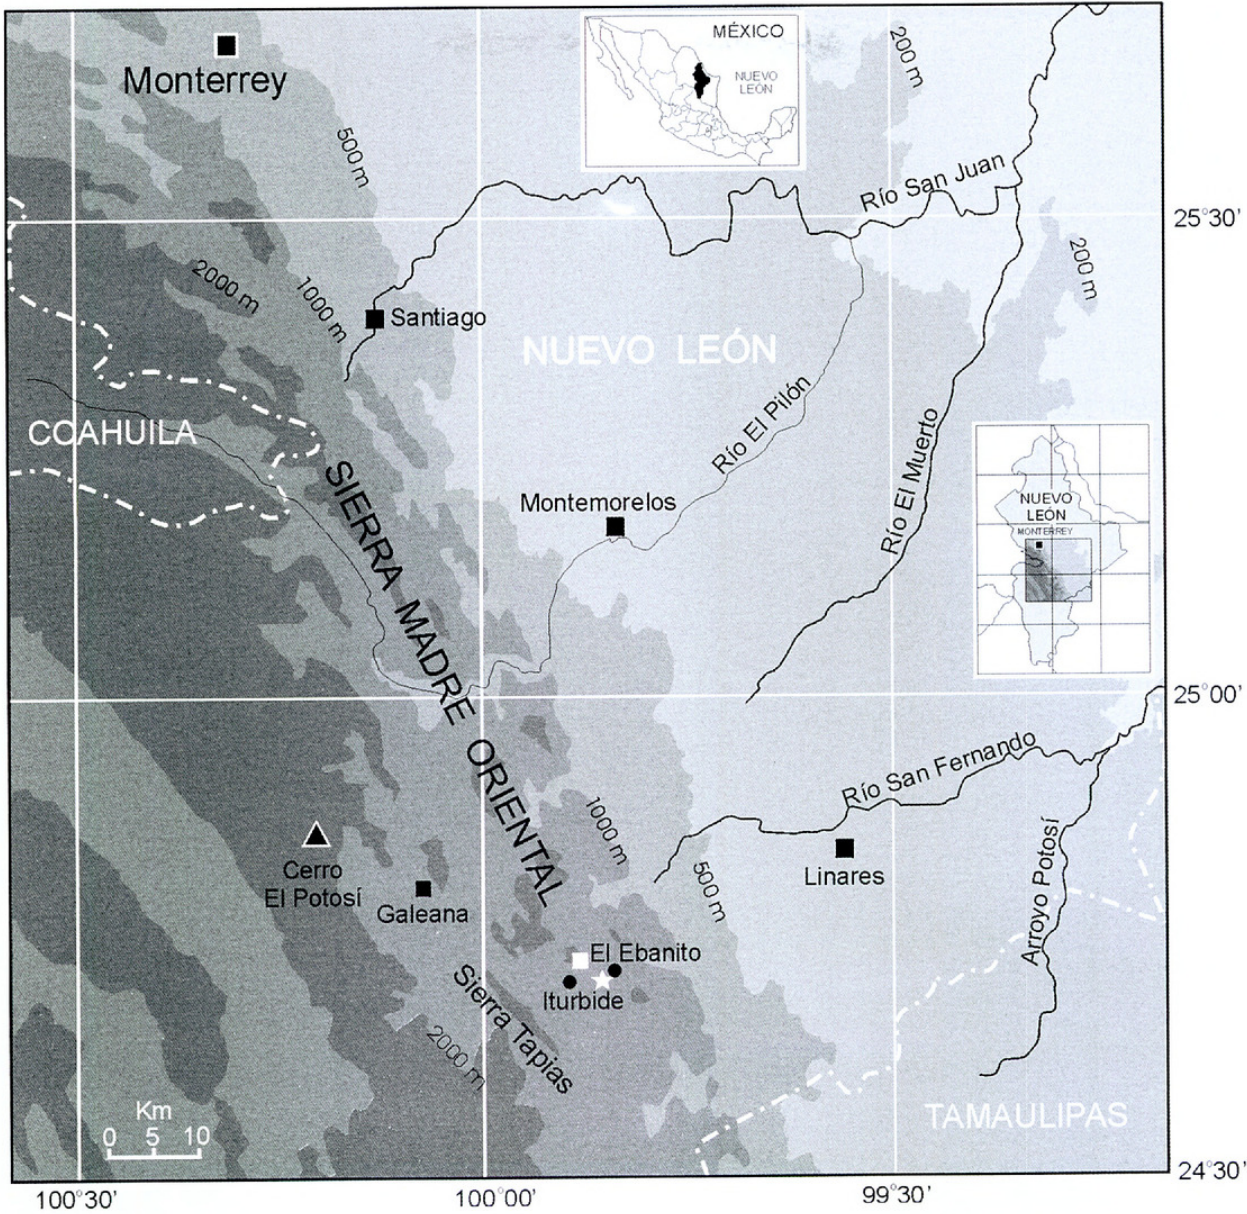 Monterrey
MÉXICO
NUEVO
LEÓN
200 m
500 m
Río San Juan
25°30'
200 m
2000 m
1000 m
Santiago
NUEVO LEÓN
COAHUILA
Río El Pilón
Río El Muerto
SIERRA MADRE ORIENTAL
Montemorelos
NUEVO
LEÓN
MONTERREY
25°00'
Río San Fernando
1000 m
Cerro
El Potosí
Galeana
500 m
Linares
Arroyo Potosí
El Ebanito
Iturbide
Sierra Tapias
2000 m
Km
0 5 10
TAMAULIPAS
24°30'
100°30'
100°00'
99°30'